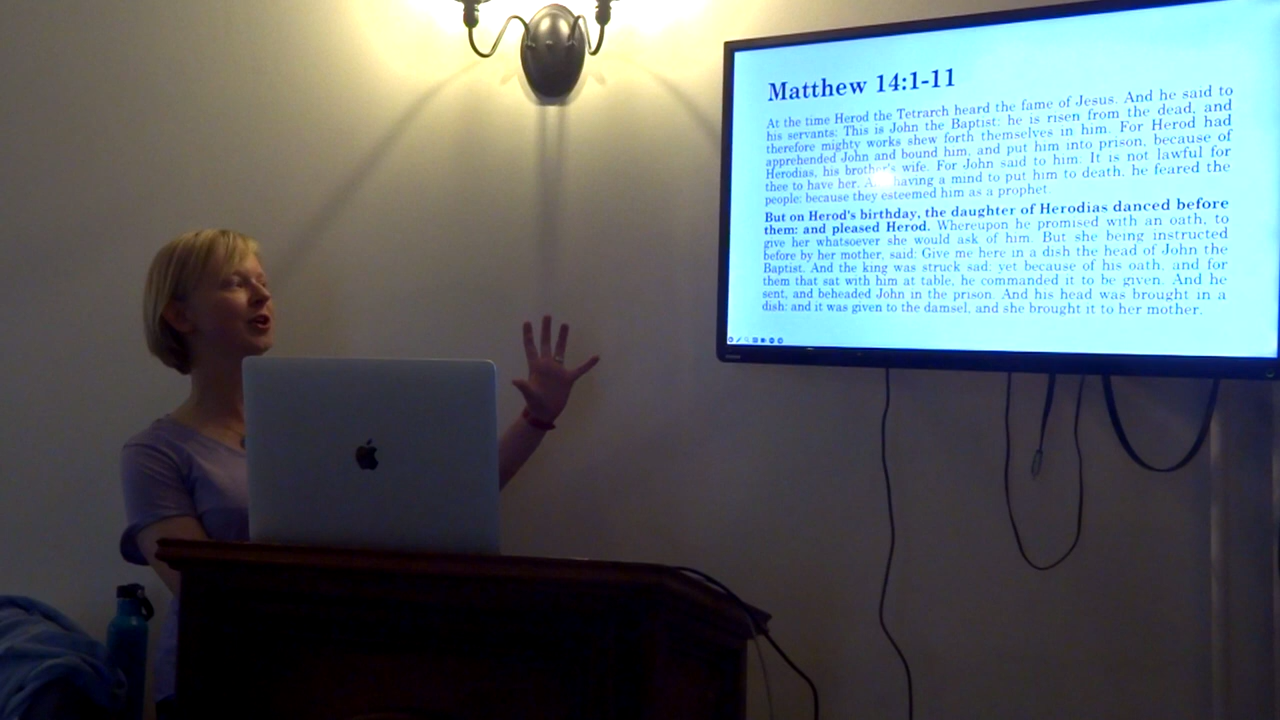 Matthew 14:1-11
At the time Herod the Tetrarch heard the fame of Jesus. And he said to
his servants: This is John the Baptist: he is risen from the dead, and
therefore mighty works shew forth themselves in him. For Herod had
apprehended John and bound him, and put him into prison, because of
Herodias, his brother's wife. For John said to him: It is not lawful for
thee to have her. having a mind to put him to death, he feared the
people: because they esteemed him as a prophet.
But on Herod's birthday, the daughter of Herodias danced before
them: and pleased Herod. Whereupon he promised with an oath, to
give her whatsoever she would ask of him. But she being instructed
before by her mother, said: Give me here in a dish the head of John the
Baptist. And the king was struck sad: yet because of his oath, and for
them that sat with him at table, he commanded it to be given. And he
sent, and beheaded John in the prison. And his head was brought in a
dish: and it was given to the damsel, and she brought it to her mother.